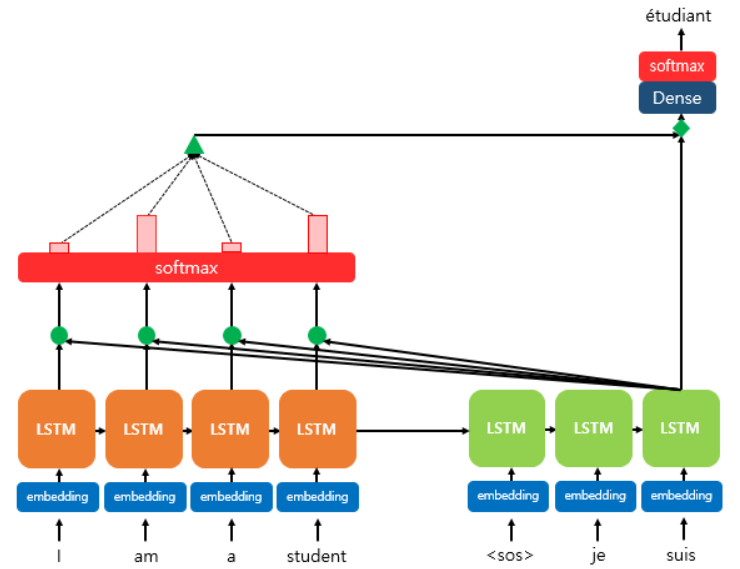 étudiant
softmax
Dense
softmax
LSTM LSTM LSTM LSTM LSTM LSTM LSTM
embedding embedding embedding embedding embedding embedding embedding
I am a student <sos> je suis